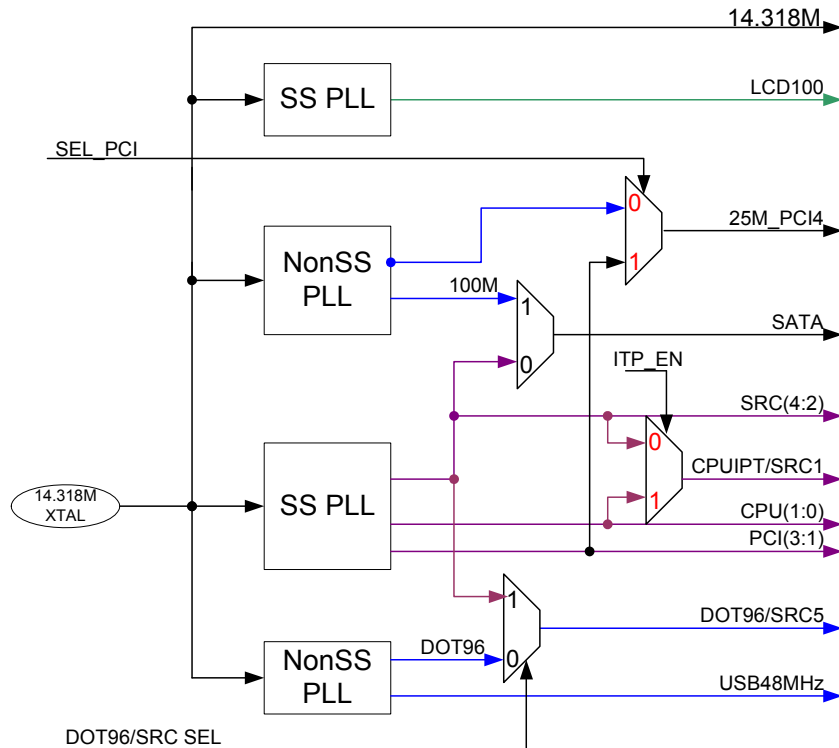 14.318M
SS PLL
LCD100
SEL_PCI
0
25M_PCI4
1
NonSS
PLL
100M
1
SATA
0
ITP_EN
SRC(4:2)
0
CPUIPT/SRC1
1
SS PLL
14.318M
XTAL
CPU(1:0)
PCI(3:1)
1
DOT96/SRC5
DOT96
0
NonSS
PLL
USB48MHz
DOT96/SRC SEL